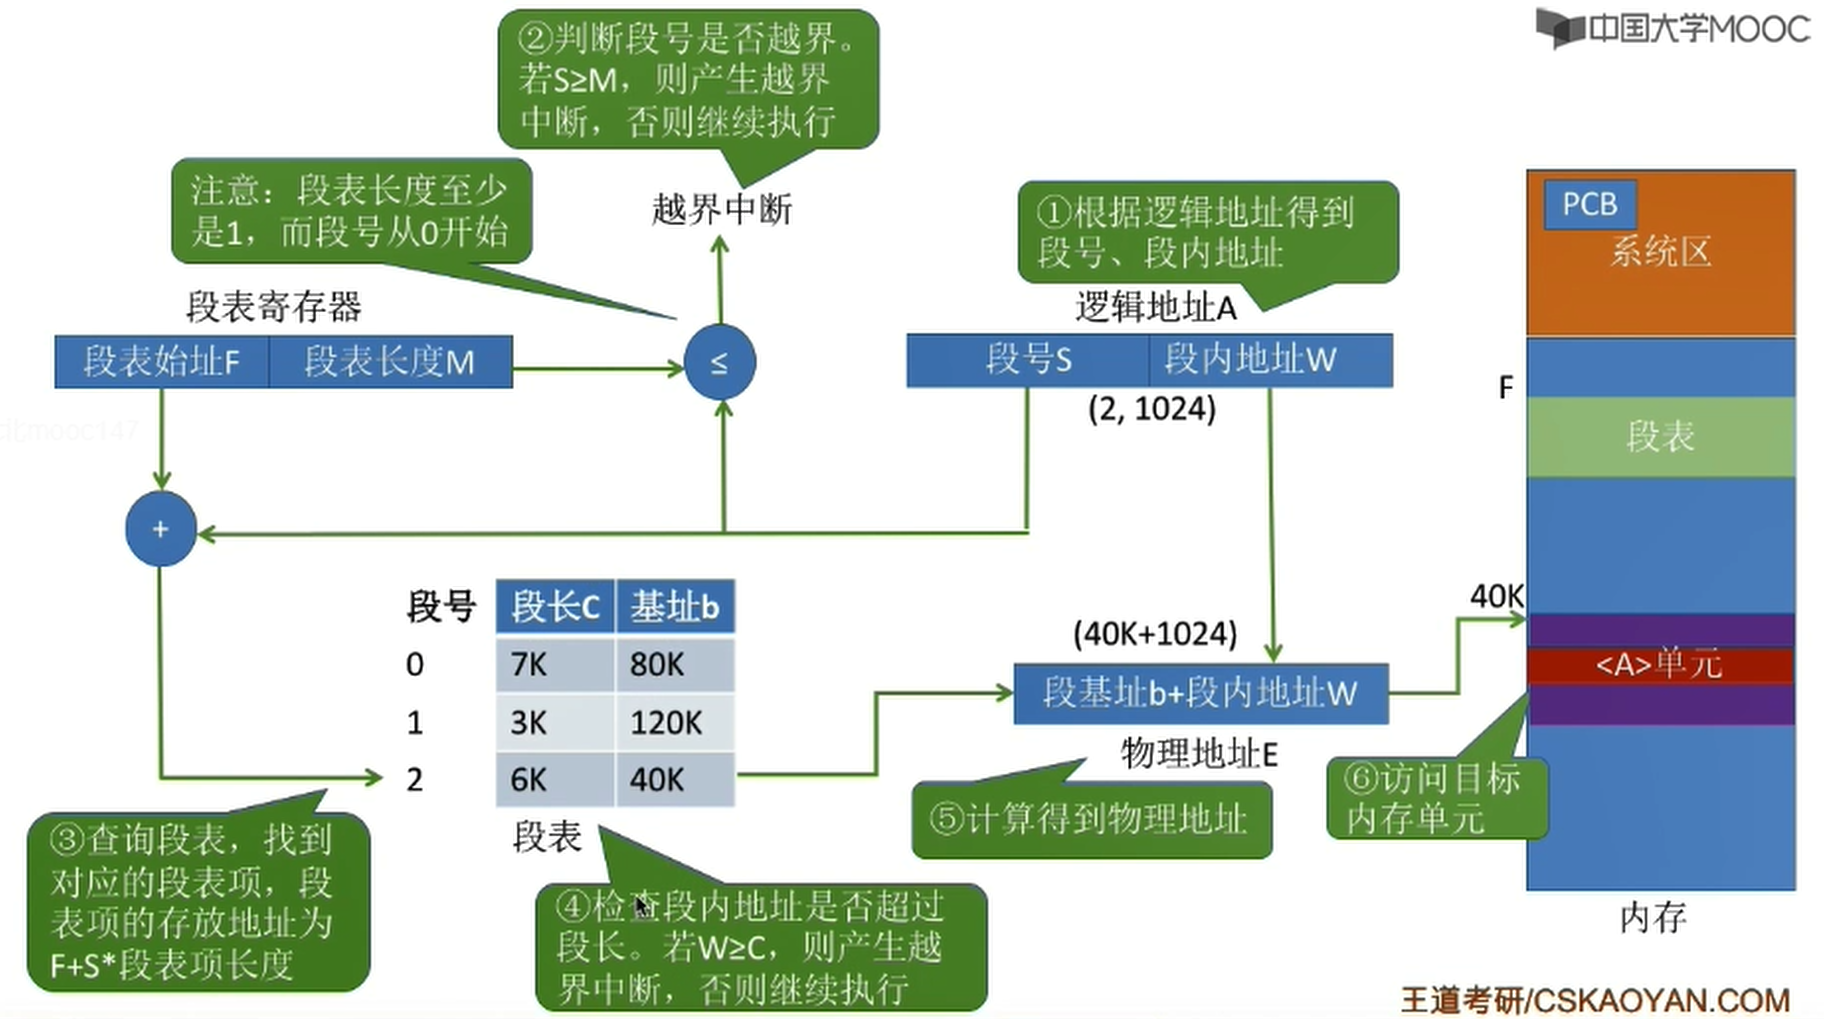 中国大学MOOC
②判断段号是否越界。
若S≥M，则产生越界
中断，否则继续执行
注意：段表长度至少
是1，而段号从0开始
越界中断
①根据逻辑地址得到
段号、段内地址
PCB
系统区
段表寄存器
逻辑地址A
段表始址F
段表长度M
≤
段号S
段内地址W
(2, 1024)
F
段表
+
段号
段长C
基址b
0
7K
80K
1
3K
120K
2
6K
40K
段表
(40K+1024)
段基址b+段内地址W
物理地址E
40K
<A>单元
③查询段表，找到
对应的段表项，段
表项的存放地址为
F+S*段表项长度
④检查段内地址是否超过
段长。若W≥C，则产生越
界中断，否则继续执行
⑤计算得到物理地址
⑥访问目标
内存单元
内存
王道考研/CSKAOYAN.COM